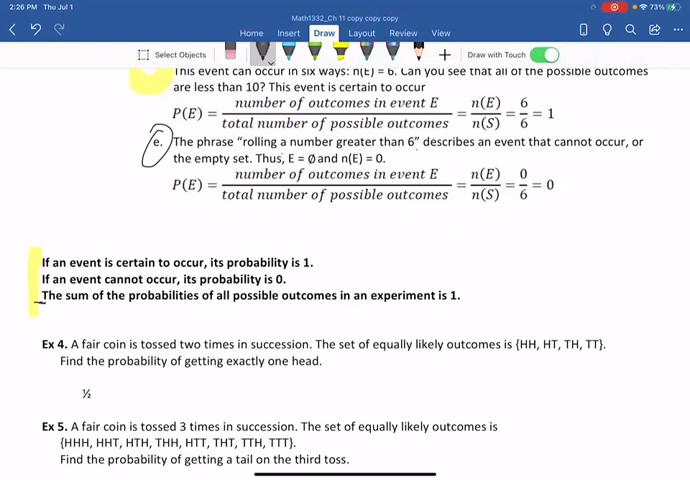 2:26 PM Thu Jul 1
73%
Math1332_Ch 11 copy copy copy
Home Insert Draw Layout Review View
Select Objects
Draw with Touch
This event can occur in six ways: n(E) = 6. Can you see that all of the possible outcomes
are less than 10? This event is certain to occur
P(E) = number of outcomes in event E / total number of possible outcomes = n(E)/n(S) = 6/6 = 1
e. The phrase “rolling a number greater than 6” describes an event that cannot occur, or
the empty set. Thus, E = ∅ and n(E) = 0.
P(E) = number of outcomes in event E / total number of possible outcomes = n(E)/n(S) = 0/6 = 0
If an event is certain to occur, its probability is 1.
If an event cannot occur, its probability is 0.
The sum of the probabilities of all possible outcomes in an experiment is 1.
Ex 4. A fair coin is tossed two times in succession. The set of equally likely outcomes is {HH, HT, TH, TT}.
Find the probability of getting exactly one head.
½
Ex 5. A fair coin is tossed 3 times in succession. The set of equally likely outcomes is
{HHH, HHT, HTH, THH, HTT, THT, TTH, TTT}.
Find the probability of getting a tail on the third toss.